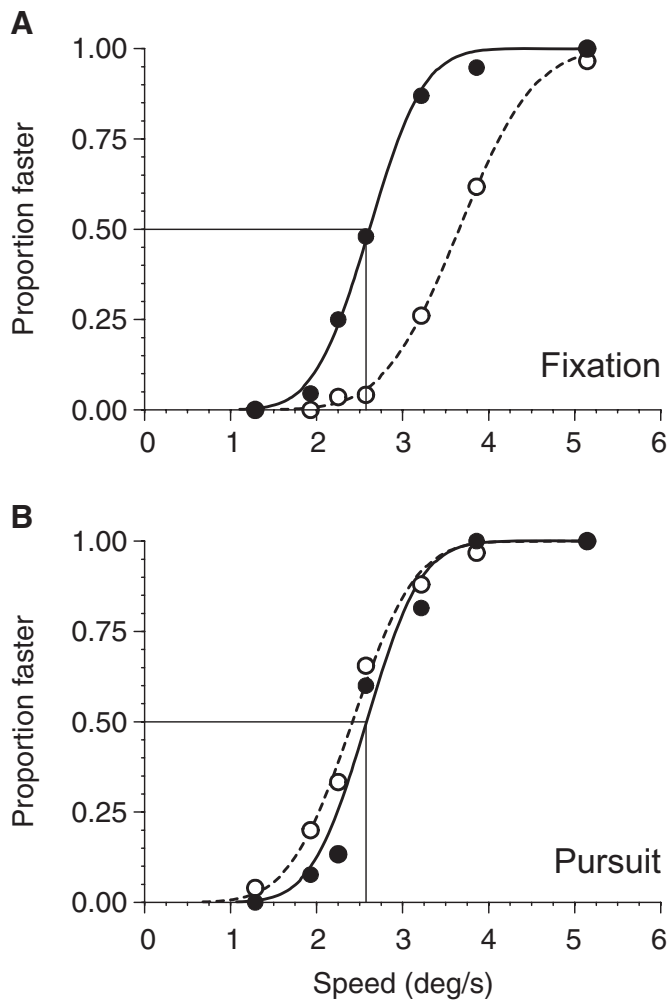 A
1.00
0.75
Proportion faster
0.50
0.25
Fixation
0.00
0 1 2 3 4 5 6
B
1.00
0.75
Proportion faster
0.50
0.25
Pursuit
0.00
0 1 2 3 4 5 6
Speed (deg/s)